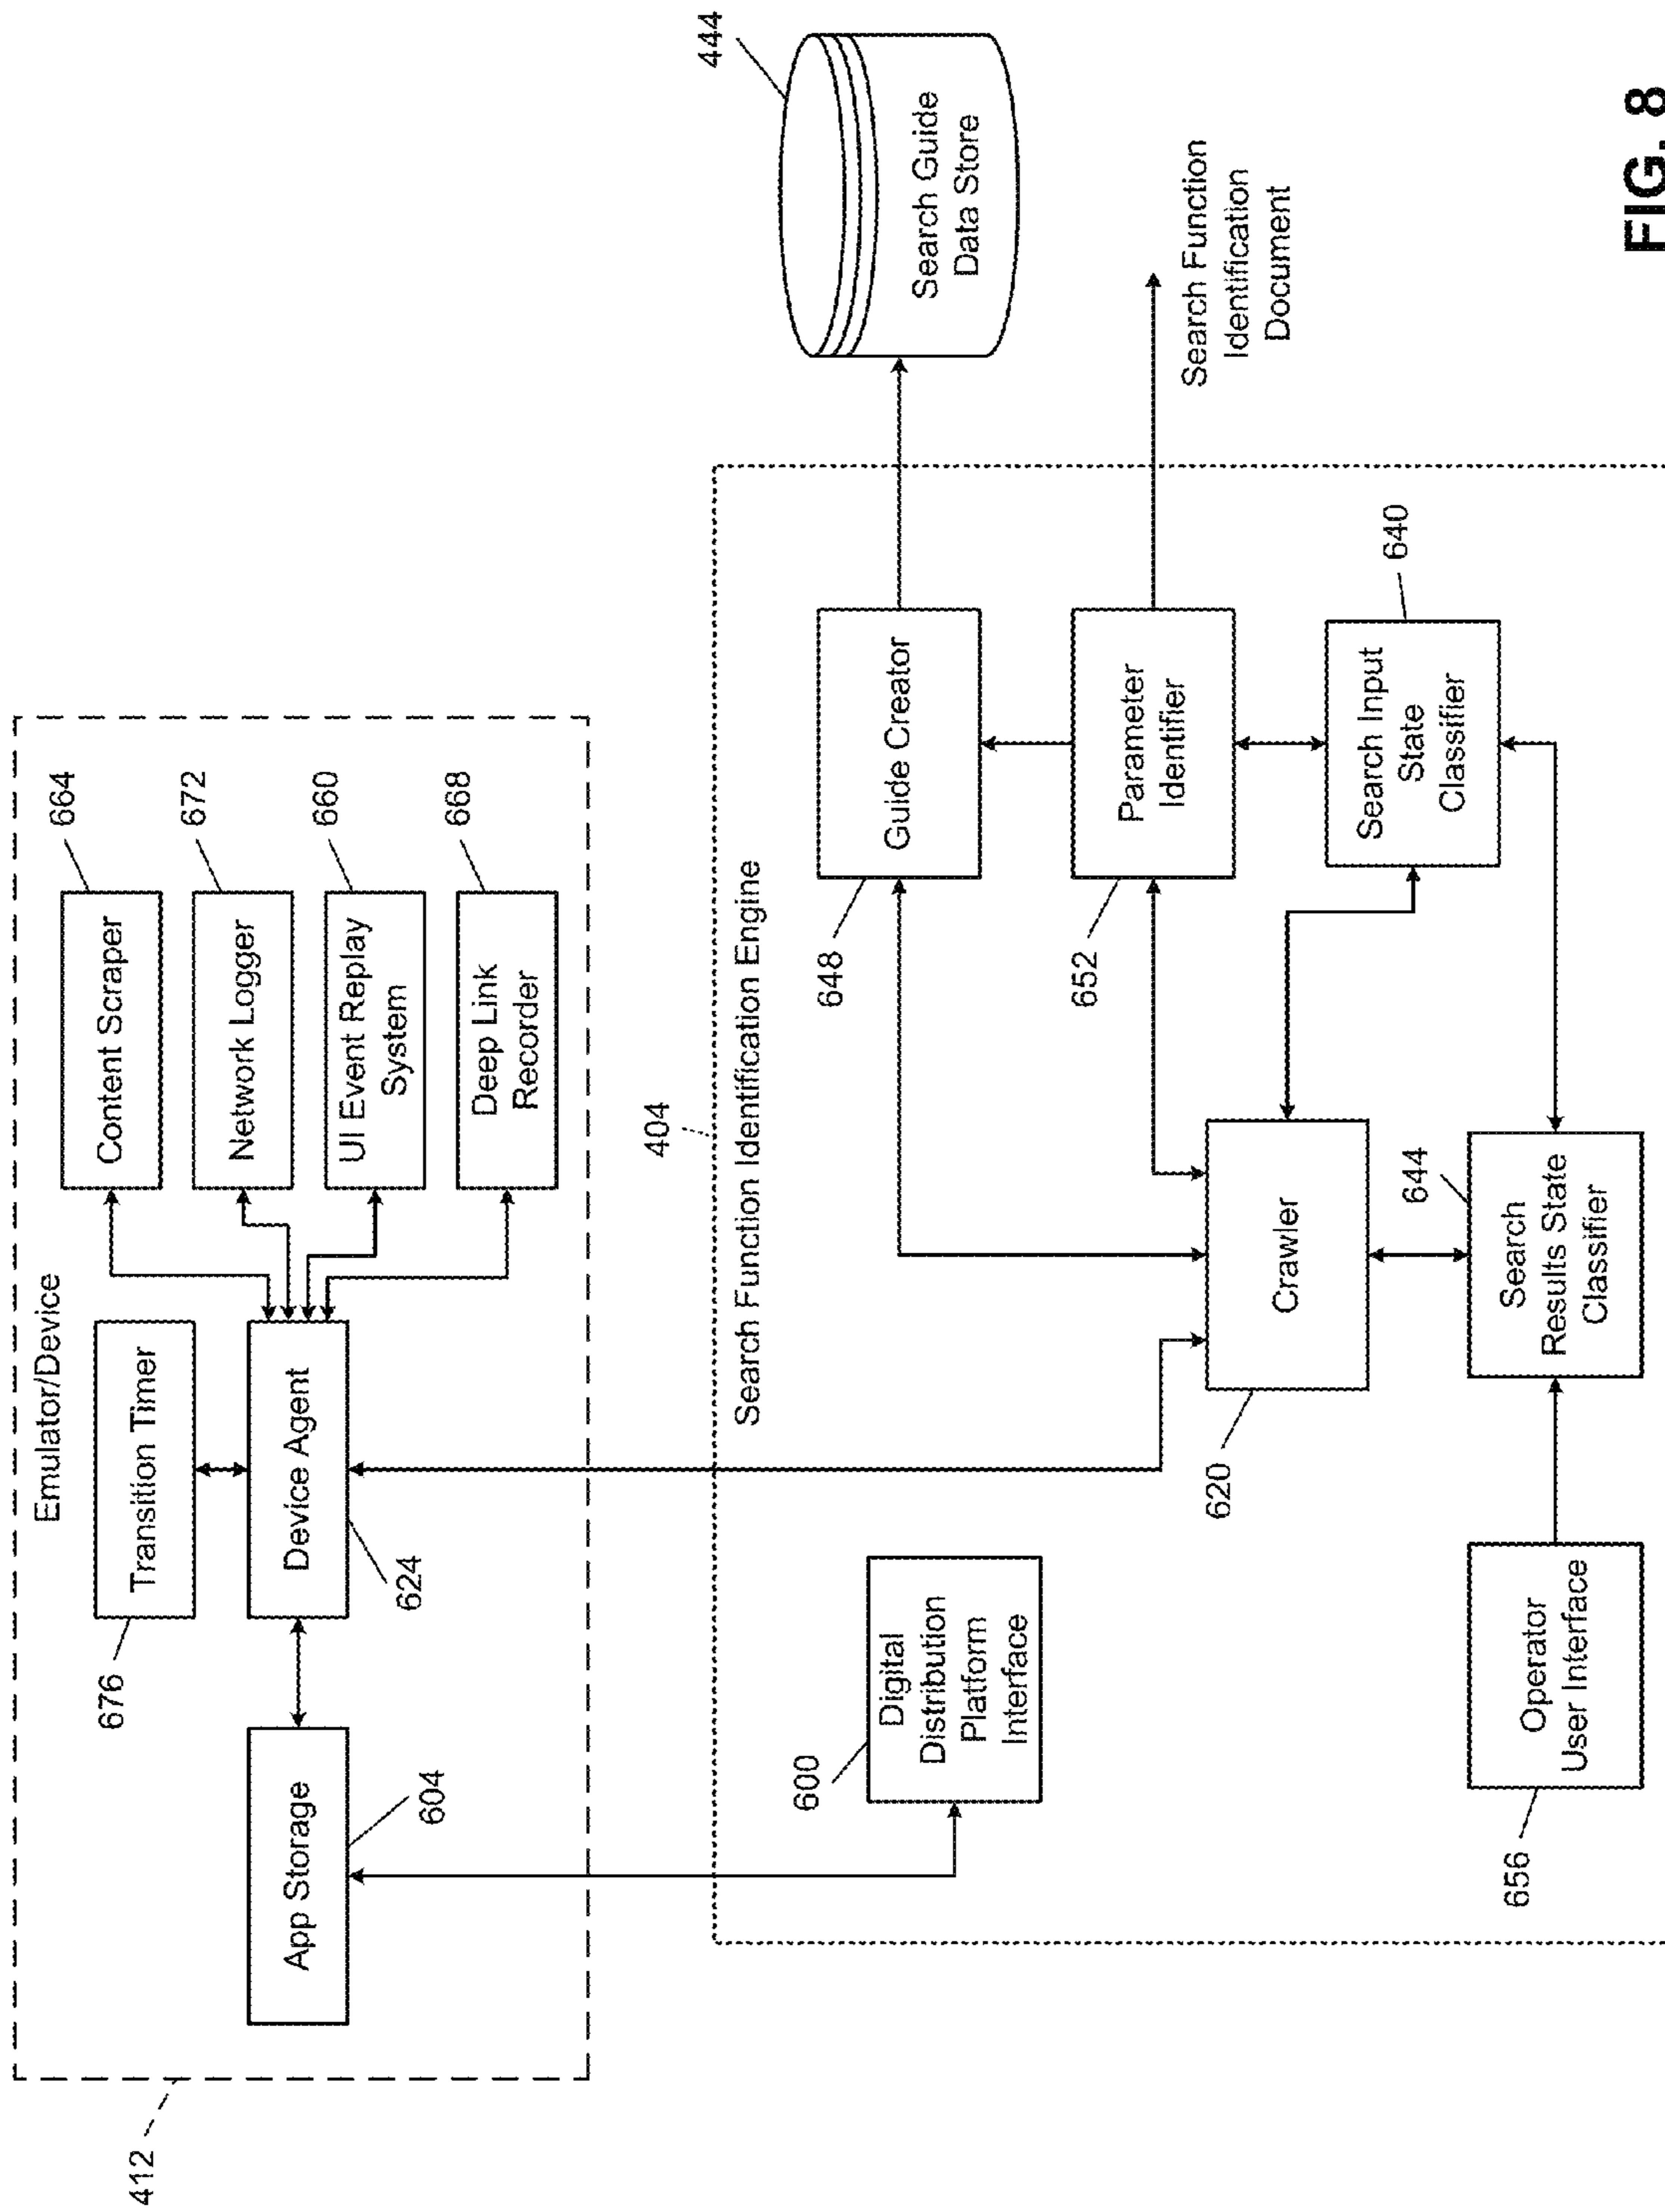 412
Emulator/Device
676
Transition Timer
664
Content Scraper
672
Network Logger
App Storage
604
Device Agent
624
660
UI Event Replay
System
668
Deep Link
Recorder
404
Search Function Identification Engine
600
Digital
Distribution
Platform
Interface
648
Guide Creator
444
Search Guide
Data Store
652
Parameter
Identifier
Search Function
Identification
Document
620
Crawler
640
Search Input
State
Classifier
656
Operator
User Interface
644
Search
Results State
Classifier
FIG. 8